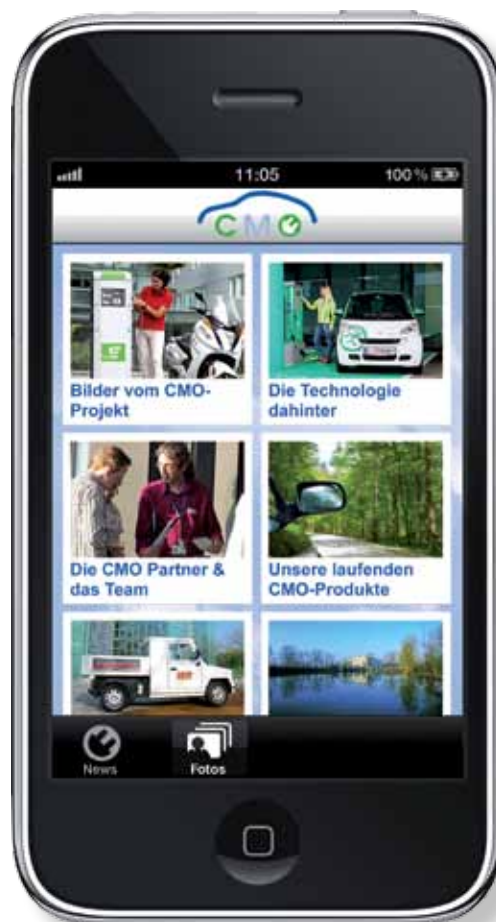 11:05
100 %
CMO
Bilder vom CMO-
Projekt
Die Technologie
dahinter
Die CMO Partner &
das Team
Unsere laufenden
CMO-Produkte
News
Fotos